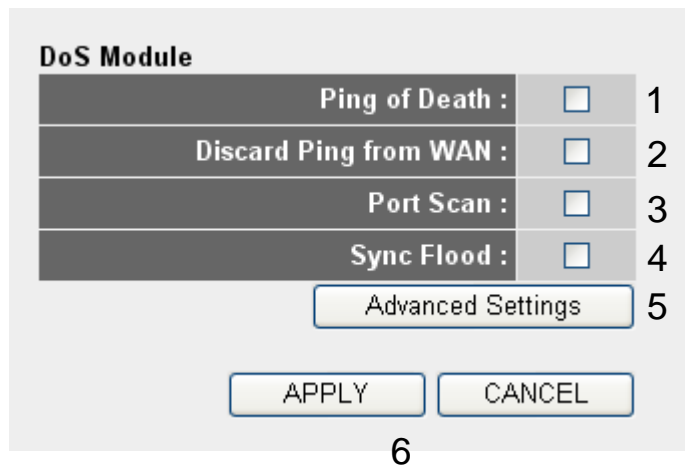 DoS Module
Ping of Death : 1
Discard Ping from WAN : 2
Port Scan : 3
Sync Flood : 4
Advanced Settings 5
APPLY CANCEL
6